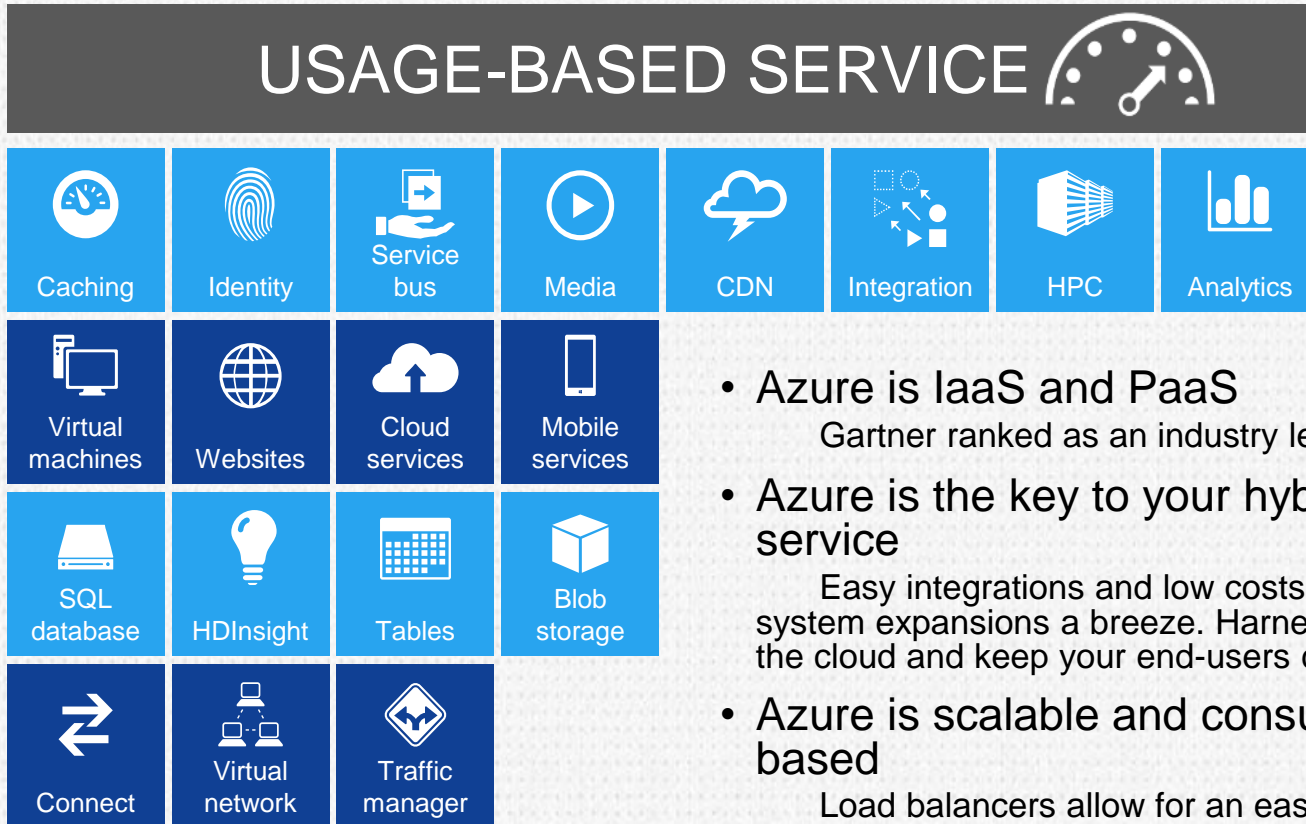 USAGE-BASED SERVICE
Caching
Identity
Service
bus
Media
CDN
Integration
HPC
Analytics
Virtual
machines
Websites
Cloud
services
Mobile
services
SQL
database
HDInsight
Tables
Blob
storage
Connect
Virtual
network
Traffic
manager
• Azure is IaaS and PaaS
Gartner ranked as an industry
• Azure is the key to your
service
Easy integrations and low costs
system expansions a breeze.
the cloud and keep your end-users
• Azure is scalable and
based
Load balancers allow for an